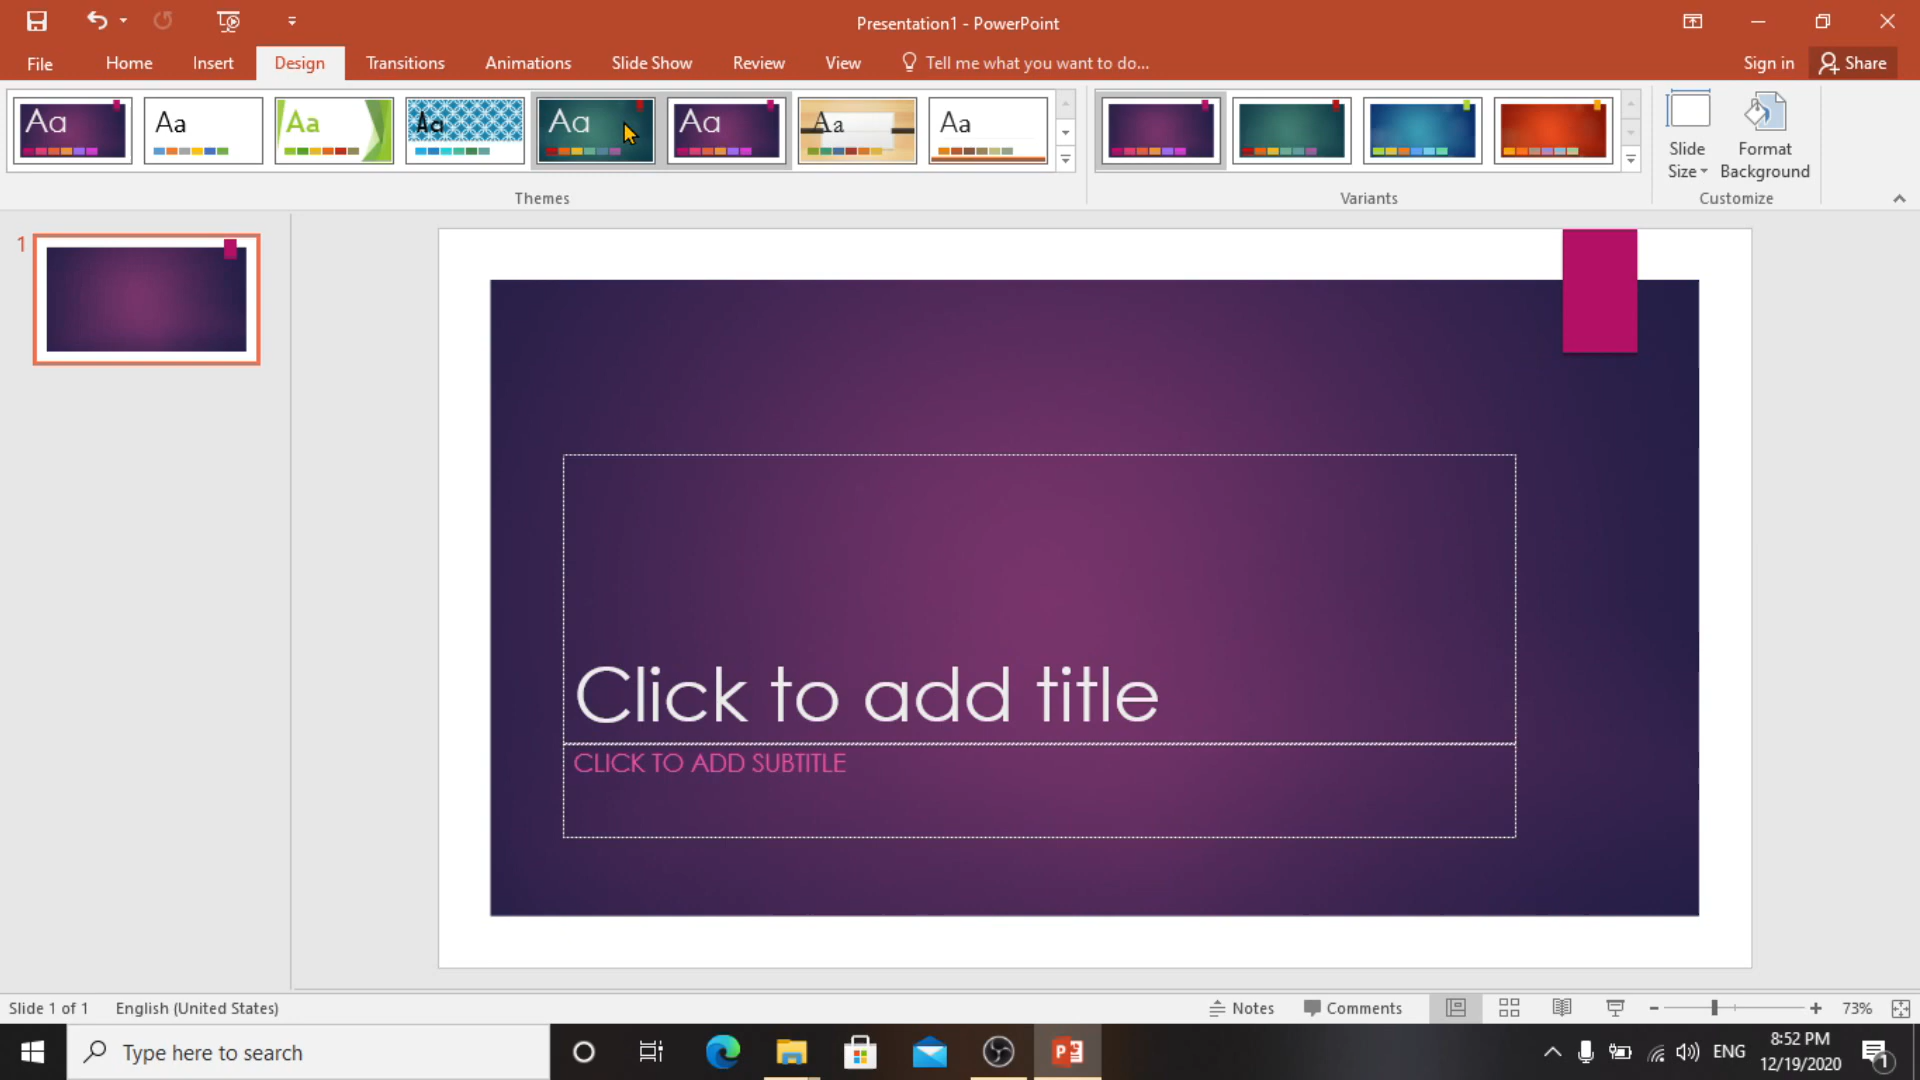 Presentation1 - PowerPoint
File Home Insert Design Transitions Animations Slide Show Review View Tell me what you want to do... Sign in Share
Aa Aa Aa Aa Aa Aa Aa Aa
Slide Size Format Background
Themes Variants Customize
1
Click to add title
CLICK TO ADD SUBTITLE
Slide 1 of 1 English (United States) Notes Comments 73%
Type here to search ENG 8:52 PM 12/19/2020 1